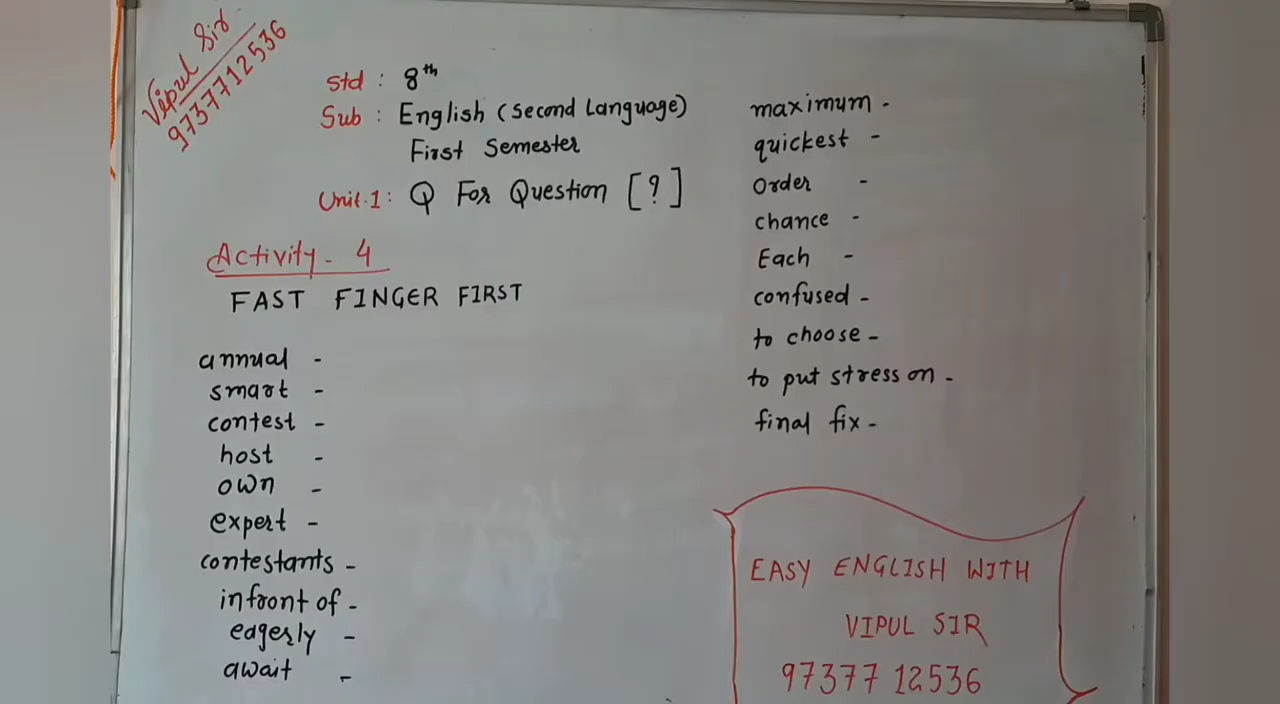 Vipul Sir
9737712536
Std : 8th
Sub : English (Second Language)
First Semester
Unit.1 : Q For Question [?]
Activity - 4
FAST FINGER FIRST
annual -
smart -
contest -
host -
own -
expert -
contestants -
infront of -
eagerly -
await -
maximum -
quickest -
Order -
chance -
Each -
confused -
to choose -
to put stress on -
final fix -
EASY ENGLISH WITH
VIPUL SIR
97377 12536